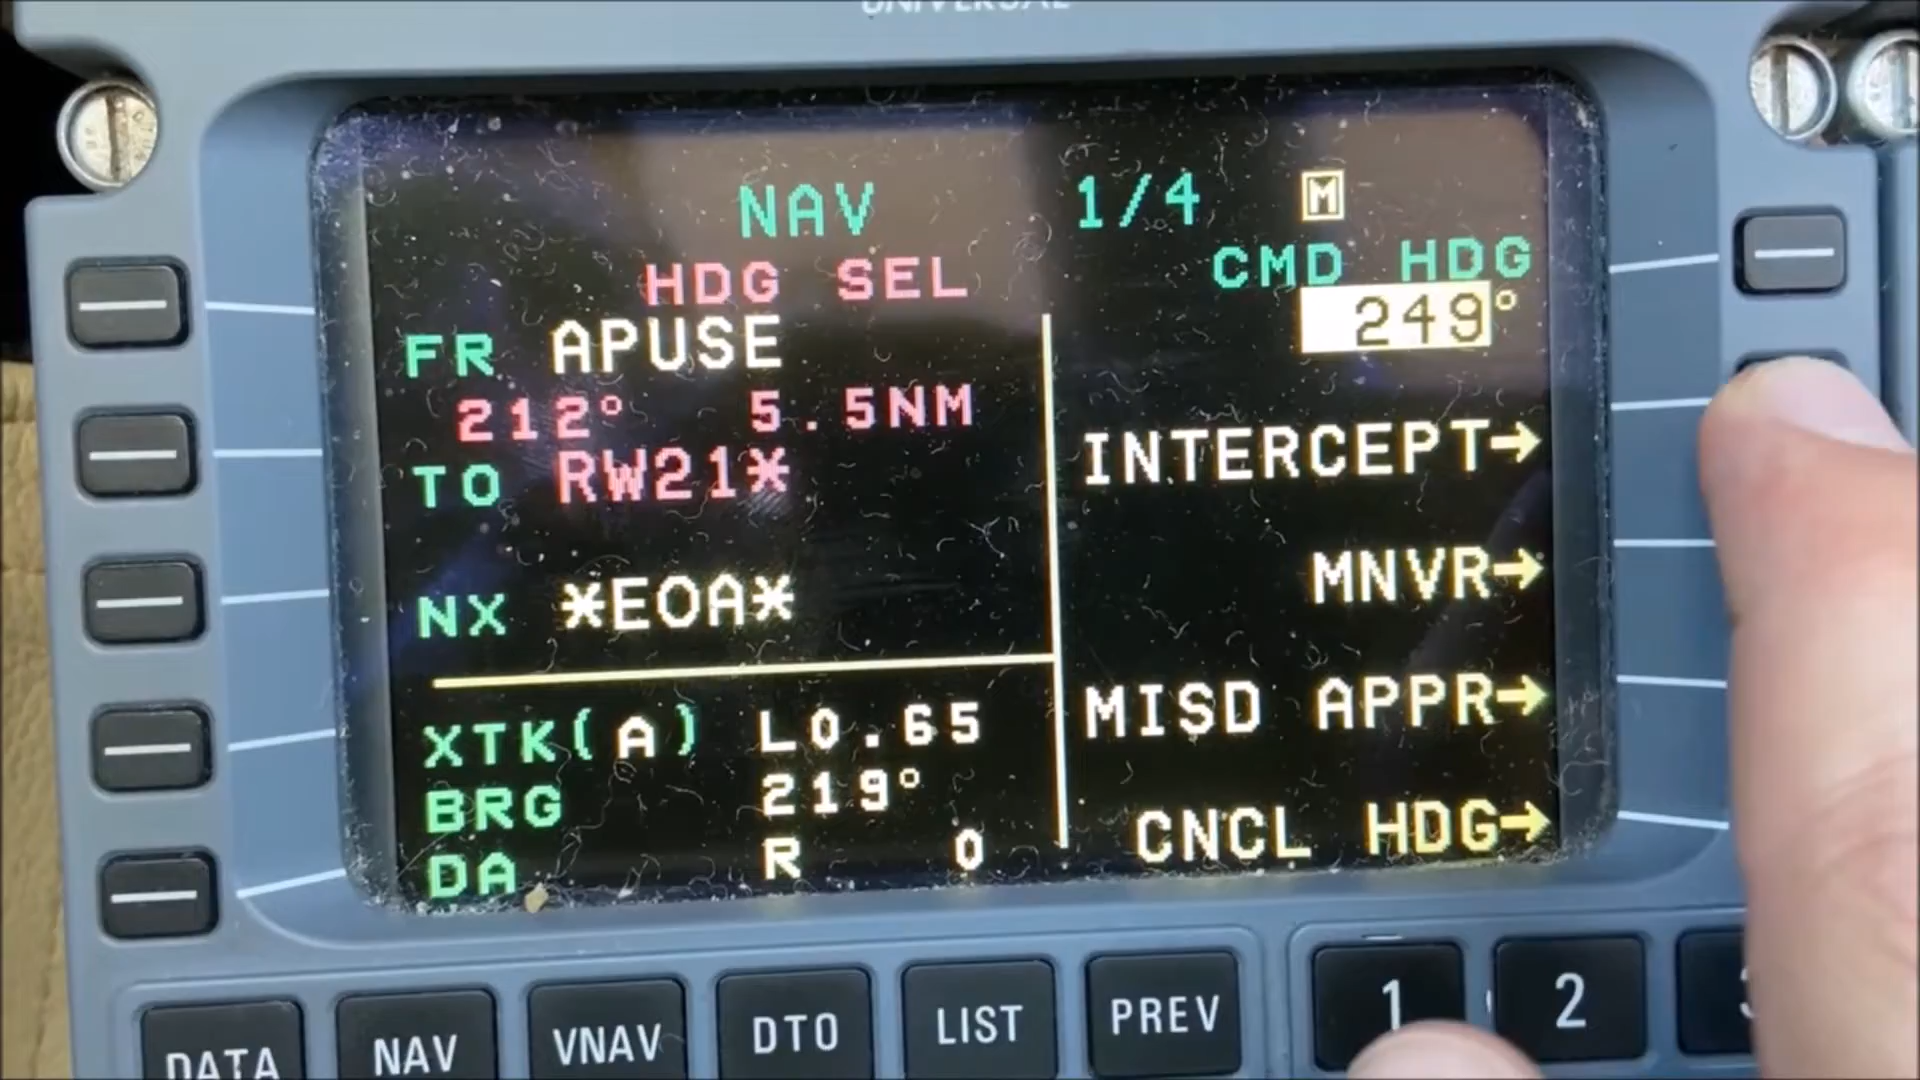 UNIVERSAL
NAV 1/4 M
HDG SEL
FR APUSE
212° 5.5NM
TO RW21*
NX *EOA*
XTK(A) L0.65
BRG 219°
DA R 0
CMD HDG
249°
INTERCEPT→
MNVR→
MISD APPR→
CNCL HDG→
DATA NAV VNAV DTO LIST PREV 1 2